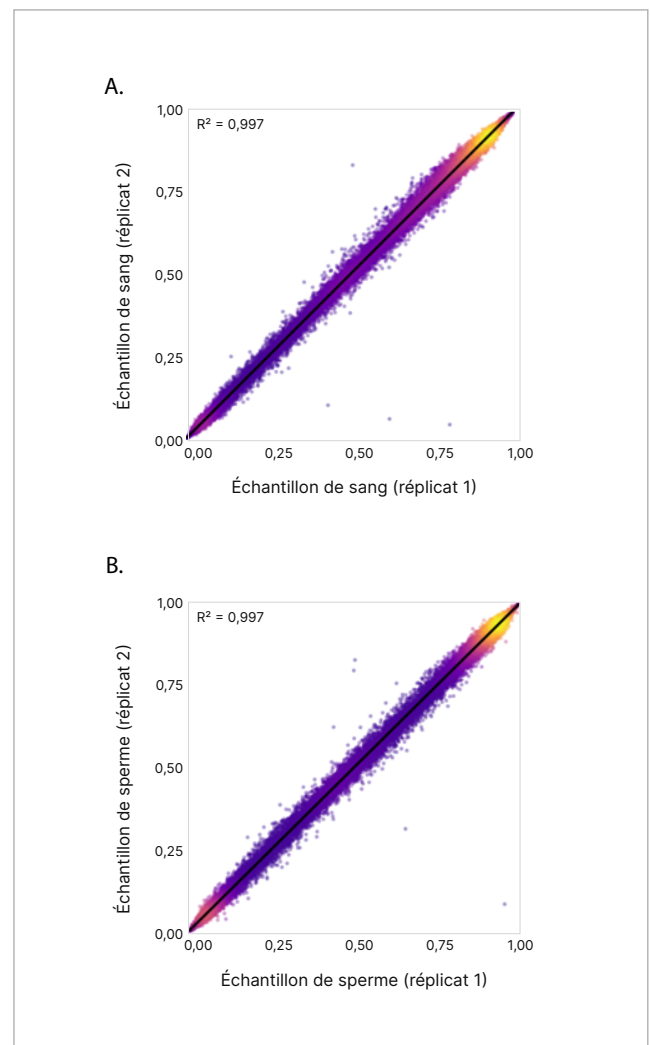 A.
R² = 0,997
1,00
0,75
0,50
0,25
0,00
Échantillon de sang (réplicat 2)
0,00 0,25 0,50 0,75 1,00
Échantillon de sang (réplicat 1)
B.
R² = 0,997
1,00
0,75
0,50
0,25
0,00
Échantillon de sperme (réplicat 2)
0,00 0,25 0,50 0,75 1,00
Échantillon de sperme (réplicat 1)